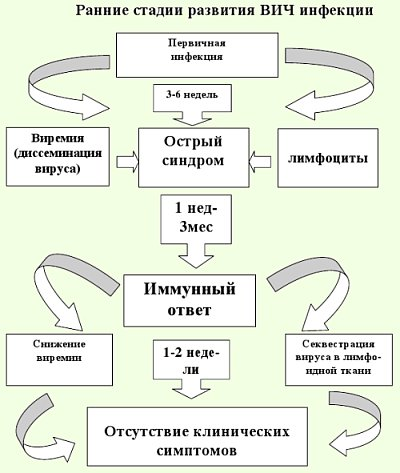 Ранние стадии развития ВИЧ инфекции
Первичная
инфекция
3-6 недель
Виремия
(диссеминация
вируса)
Острый
синдром
лимфоциты
1 нед-
3мес
Иммунный
ответ
Снижение
виремии
1-2 неде-
ли
Секвестрация
вируса в лимфо-
идной ткани
Отсутствие клинических
симптомов